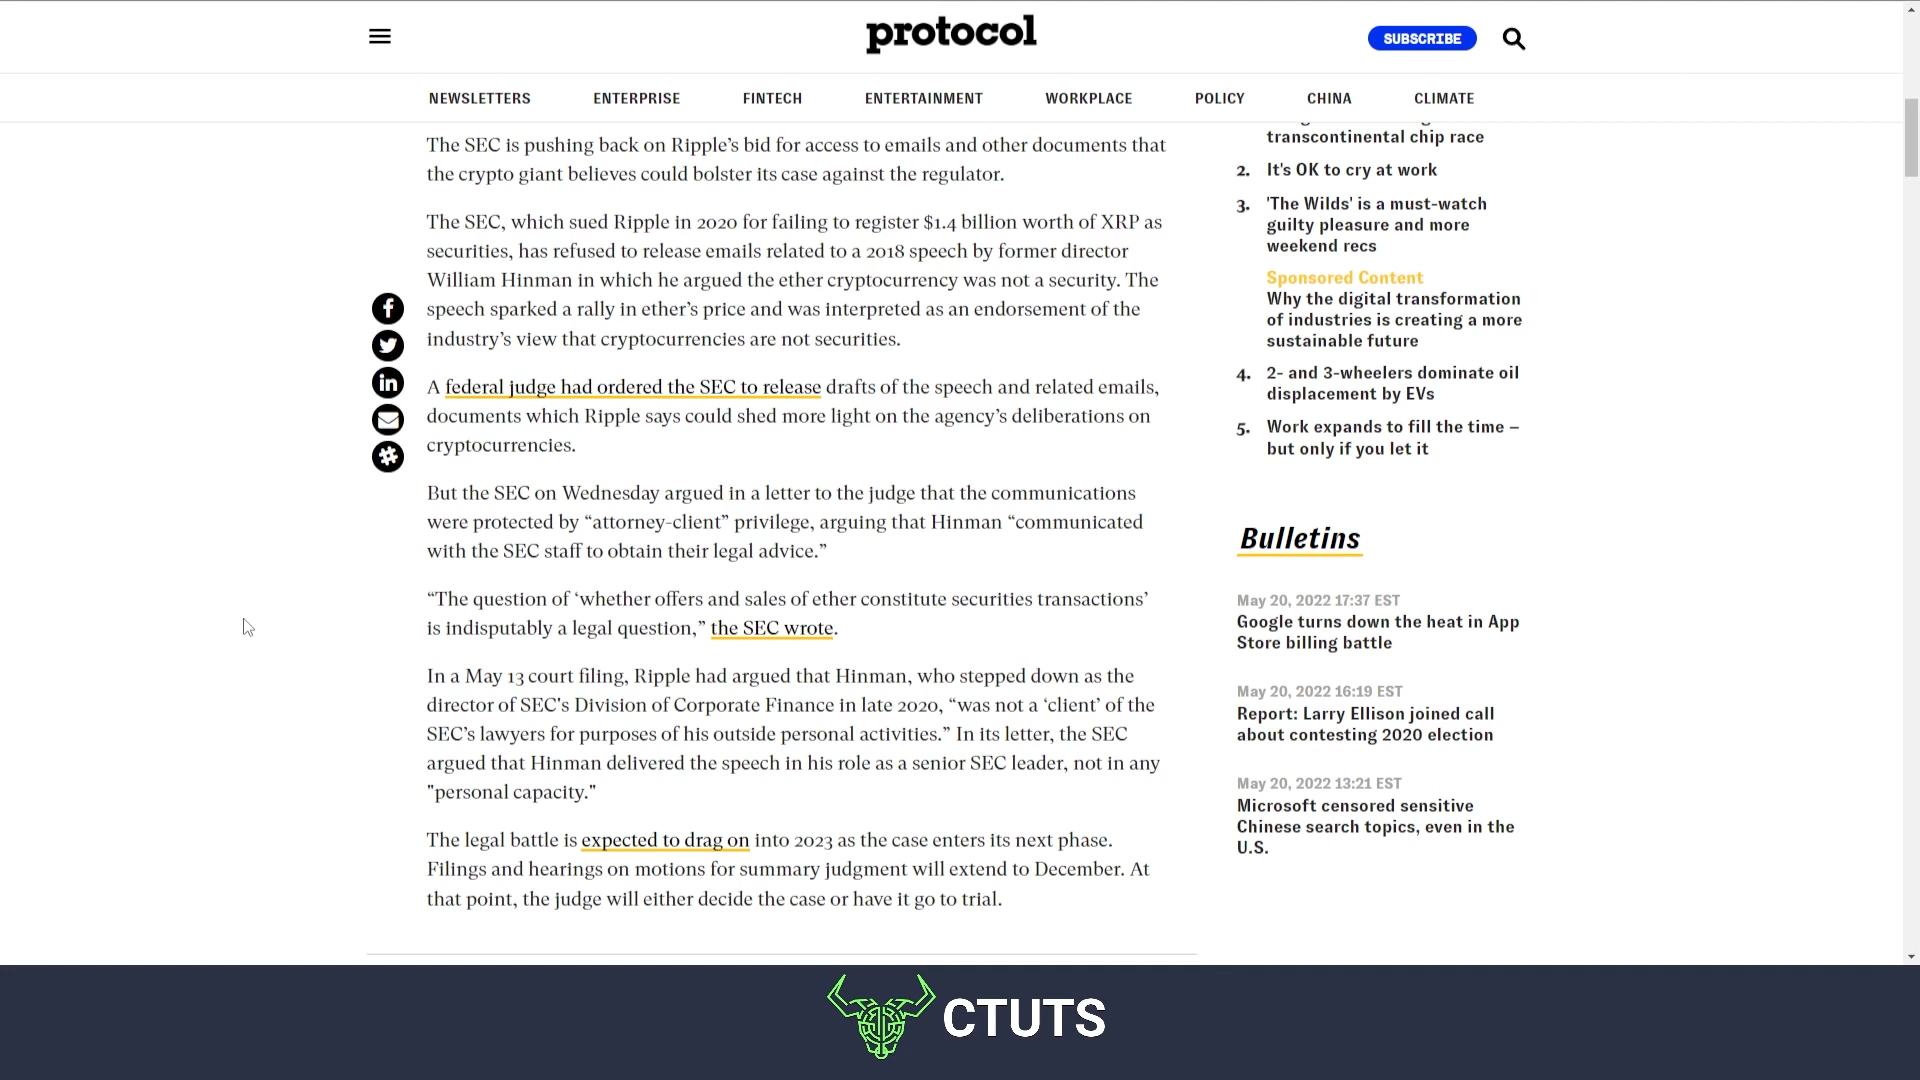 protocol
SUBSCRIBE
NEWSLETTERS ENTERPRISE FINTECH ENTERTAINMENT WORKPLACE POLICY CHINA CLIMATE
The SEC is pushing back on Ripple’s bid for access to emails and other documents that
the crypto giant believes could bolster its case against the regulator.
The SEC, which sued Ripple in 2020 for failing to register $1.4 billion worth of XRP as
securities, has refused to release emails related to a 2018 speech by former director
William Hinman in which he argued the ether cryptocurrency was not a security. The
speech sparked a rally in ether’s price and was interpreted as an endorsement of the
industry’s view that cryptocurrencies are not securities.
A federal judge had ordered the SEC to release drafts of the speech and related emails,
documents which Ripple says could shed more light on the agency’s deliberations on
cryptocurrencies.
But the SEC on Wednesday argued in a letter to the judge that the communications
were protected by “attorney-client” privilege, arguing that Hinman “communicated
with the SEC staff to obtain their legal advice.”
“The question of ‘whether offers and sales of ether constitute securities transactions’
is indisputably a legal question,” the SEC wrote.
In a May 13 court filing, Ripple had argued that Hinman, who stepped down as the
director of SEC's Division of Corporate Finance in late 2020, “was not a ‘client’ of the
SEC’s lawyers for purposes of his outside personal activities.” In its letter, the SEC
argued that Hinman delivered the speech in his role as a senior SEC leader, not in any
"personal capacity."
The legal battle is expected to drag on into 2023 as the case enters its next phase.
Filings and hearings on motions for summary judgment will extend to December. At
that point, the judge will either decide the case or have it go to trial.
transcontinental chip race
2. It's OK to cry at work
3. 'The Wilds' is a must-watch
guilty pleasure and more
weekend recs
Sponsored Content
Why the digital transformation
of industries is creating a more
sustainable future
4. 2- and 3-wheelers dominate oil
displacement by EVs
5. Work expands to fill the time –
but only if you let it
Bulletins
May 20, 2022 17:37 EST
Google turns down the heat in App
Store billing battle
May 20, 2022 16:19 EST
Report: Larry Ellison joined call
about contesting 2020 election
May 20, 2022 13:21 EST
Microsoft censored sensitive
Chinese search topics, even in the
U.S.
CTUTS